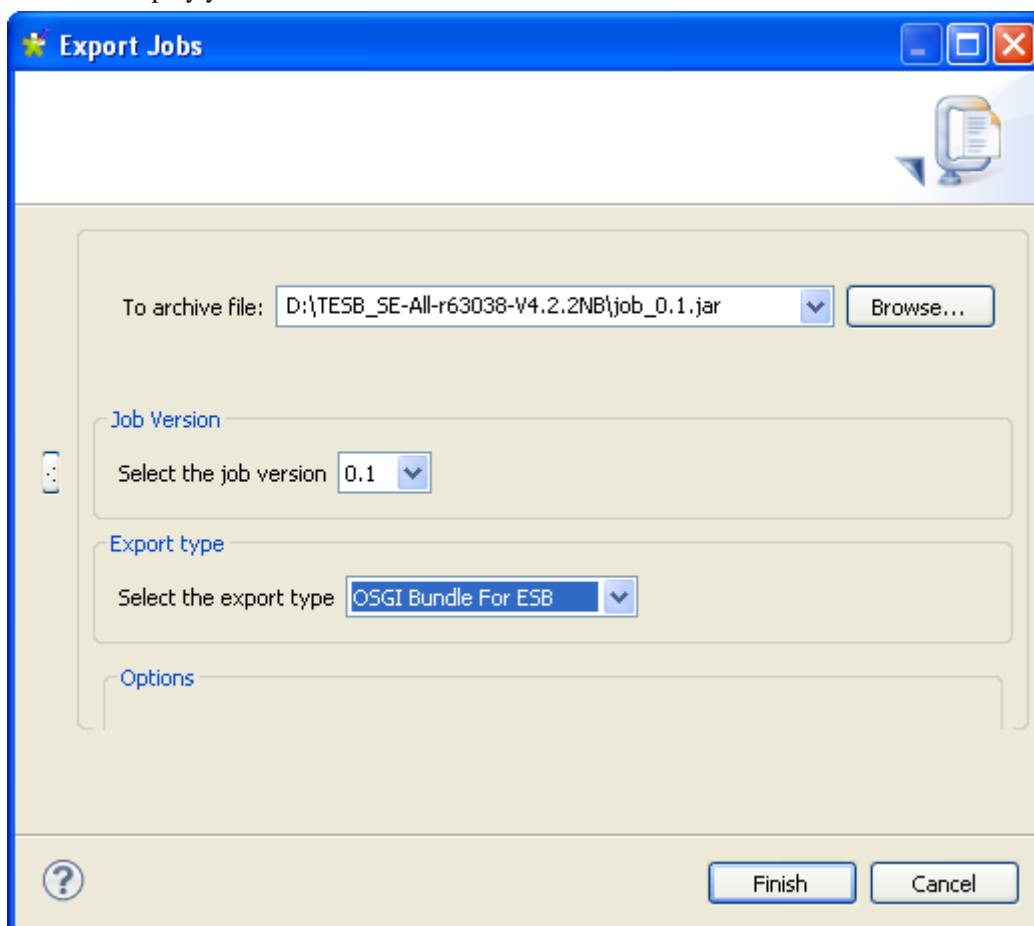 Export Jobs
To archive file: D:\TESB_SE-All-r63038-V4.2.2NB\job_0.1.jar Browse...
Job Version
Select the job version 0.1
Export type
Select the export type OSGI Bundle For ESB
Options
?
Finish Cancel